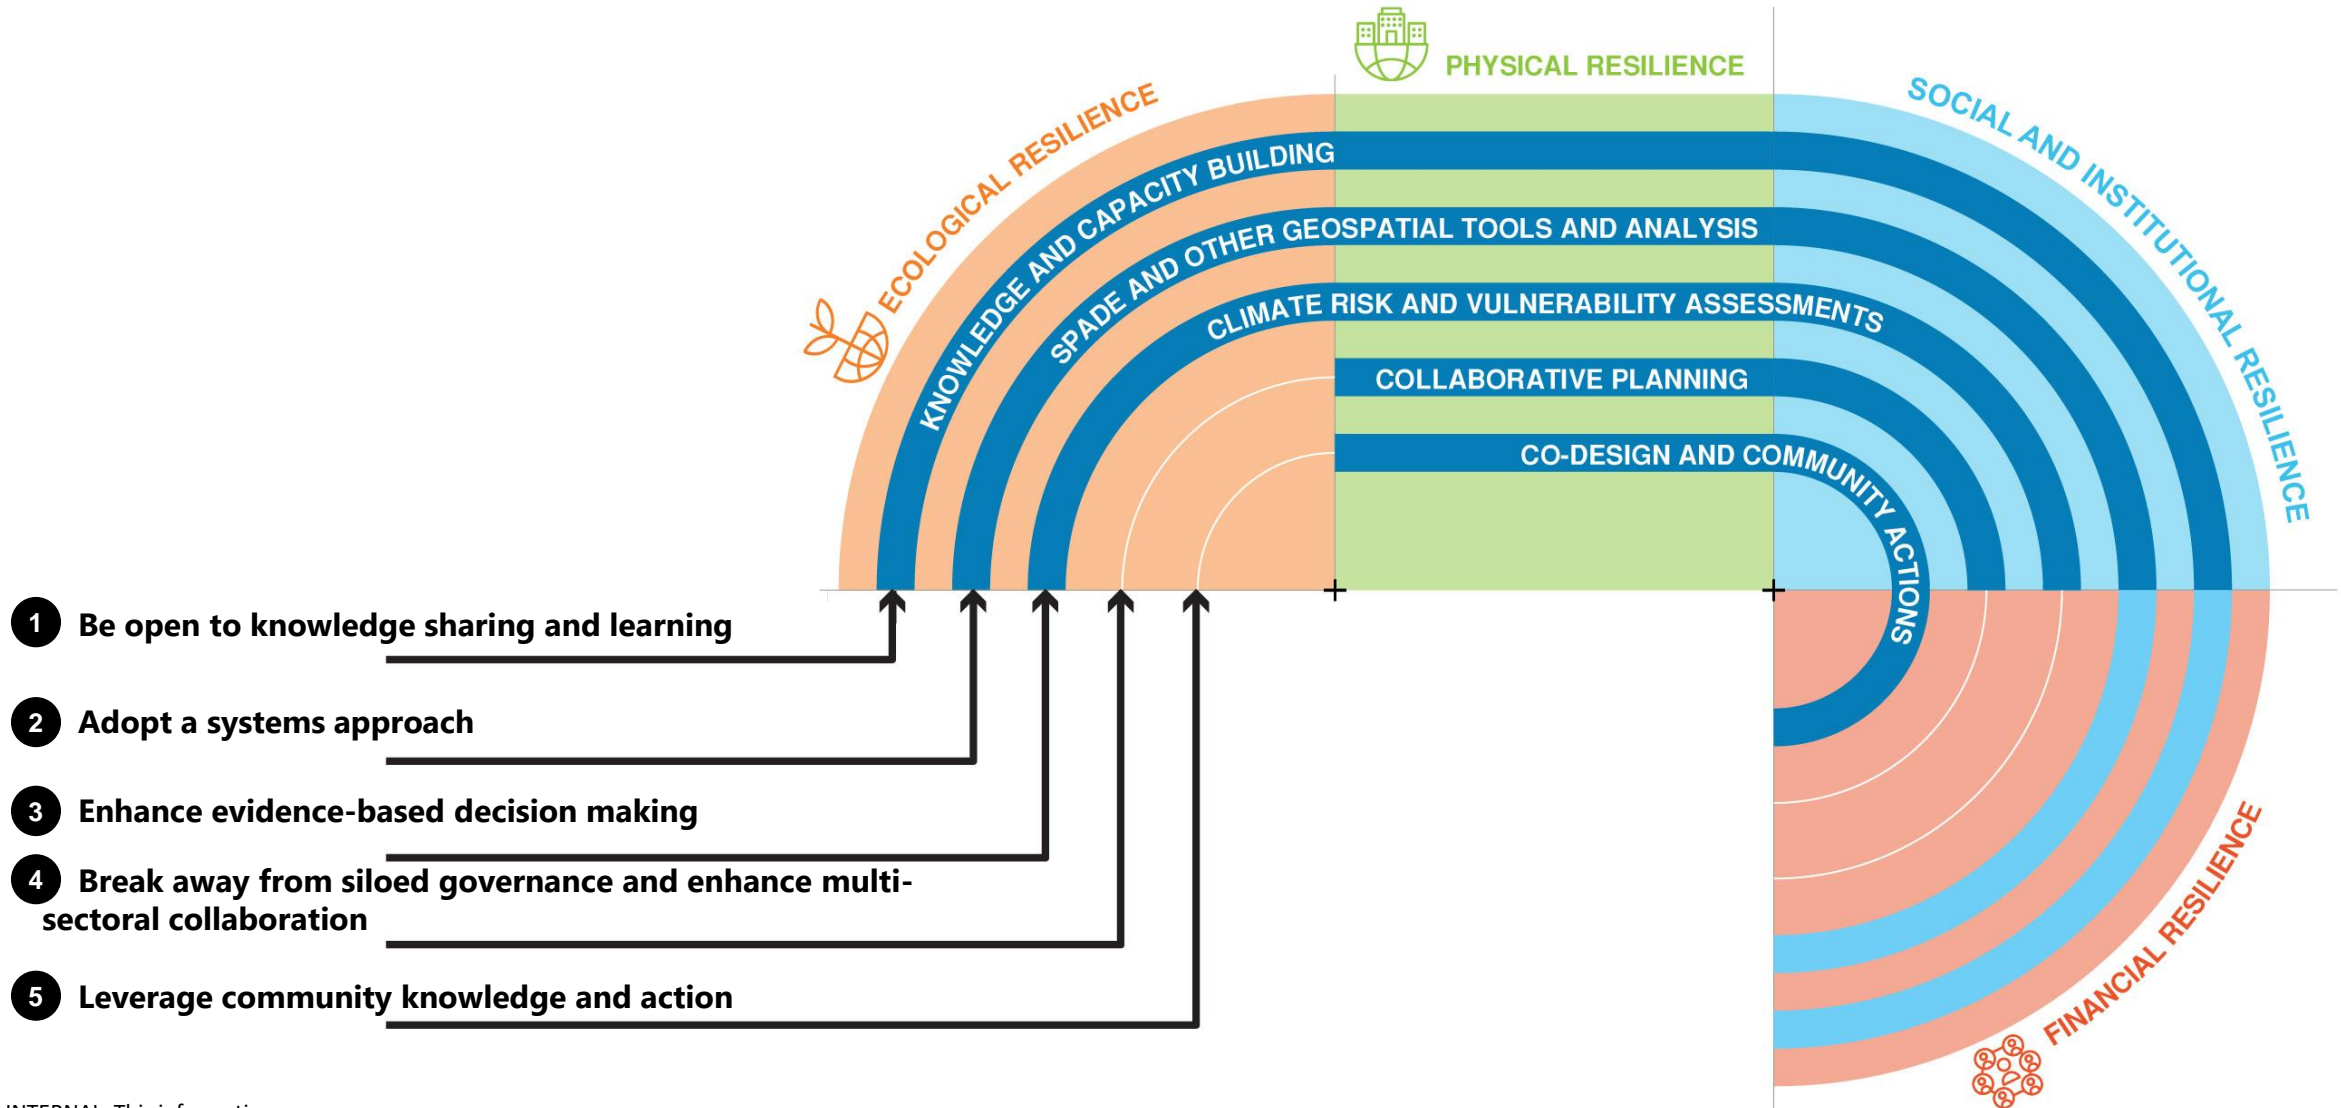 PHYSICAL RESILIENCE
ECOLOGICAL RESILIENCE
SOCIAL AND INSTITUTIONAL RESILIENCE
KNOWLEDGE AND CAPACITY BUILDING
SPADE AND OTHER GEOSPATIAL TOOLS AND ANALYSIS
CLIMATE RISK AND VULNERABILITY ASSESSMENTS
COLLABORATIVE PLANNING
CO-DESIGN AND COMMUNITY ACTIONS
FINANCIAL RESILIENCE
1 Be open to knowledge sharing and learning
2 Adopt a systems approach
3 Enhance evidence-based decision making
4 Break away from siloed governance and enhance multi-
sectoral collaboration
5 Leverage community knowledge and action